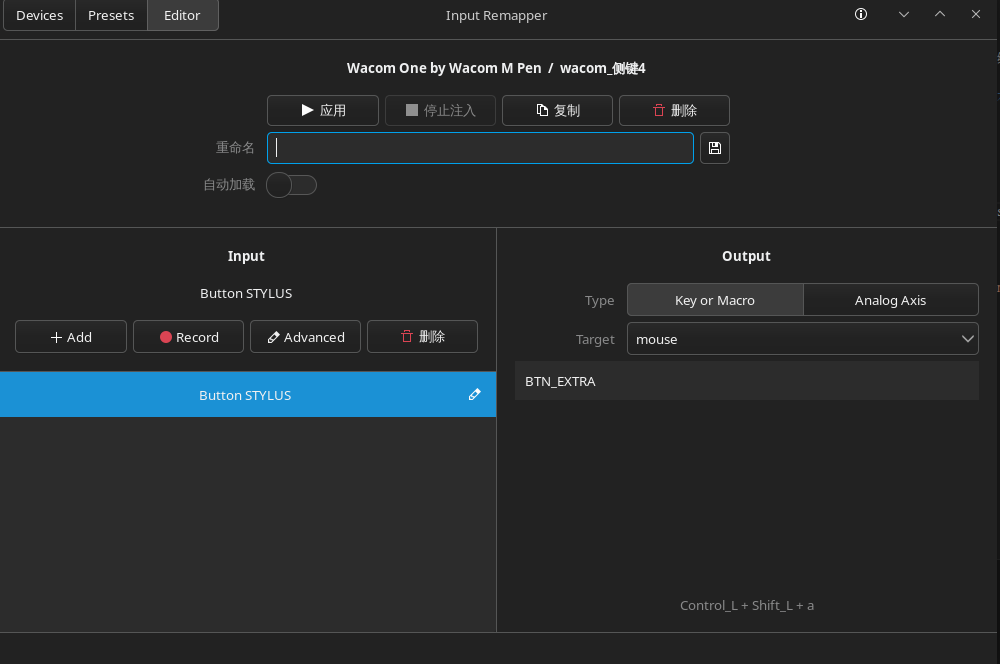 Devices Presets Editor Input Remapper
Wacom One by Wacom M Pen / wacom_侧键4
应用 停止注入 复制 删除
重命名
自动加载
Input
Button STYLUS
Add Record Advanced 删除
Button STYLUS
Output
Type Key or Macro Analog Axis
Target mouse
BTN_EXTRA
Control_L + Shift_L + a